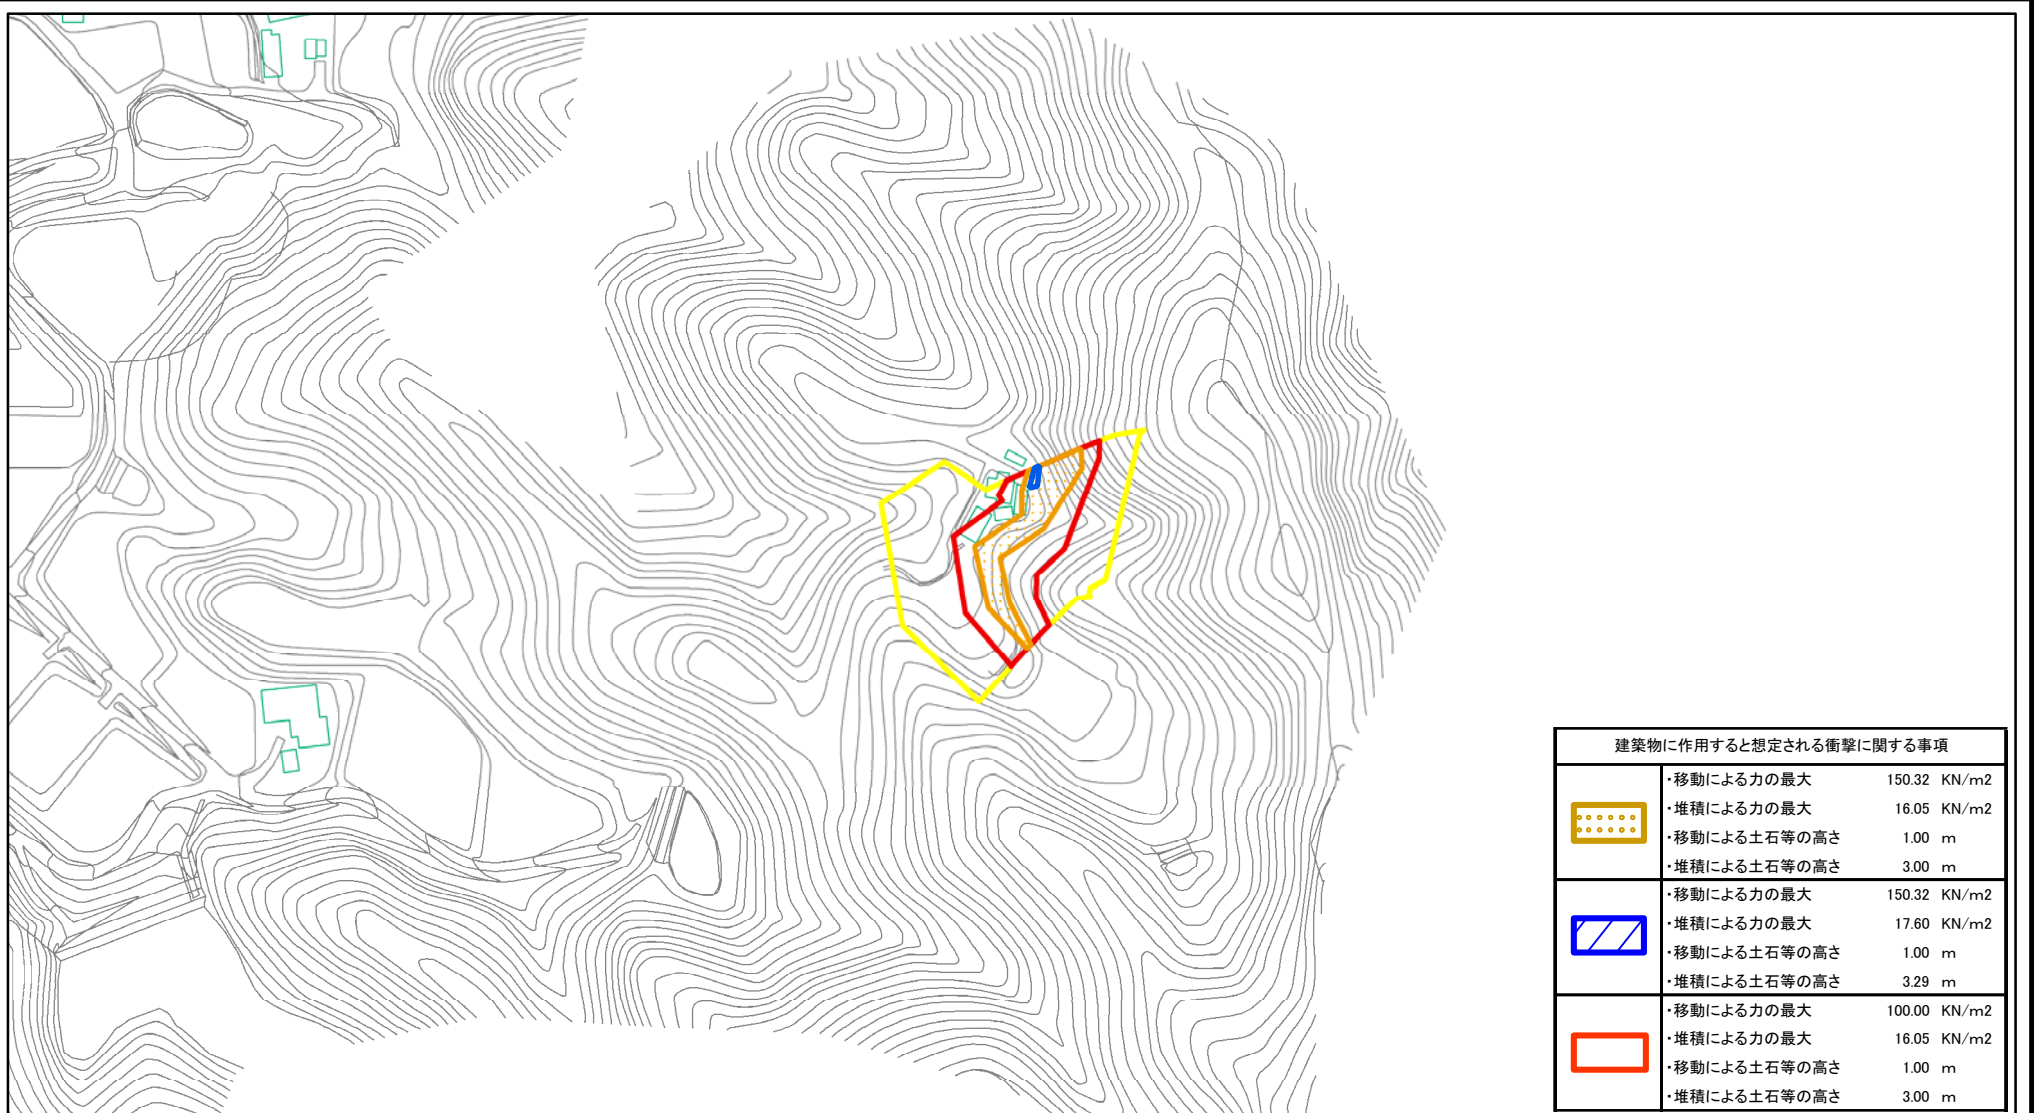 建築物に作用すると想定される衝撃に関する事項
・移動による力の最大 150.32 KN/m2
・堆積による力の最大 16.05 KN/m2
・移動による土石等の高さ 1.00 m
・堆積による土石等の高さ 3.00 m
・移動による力の最大 150.32 KN/m2
・堆積による力の最大 17.60 KN/m2
・移動による土石等の高さ 1.00 m
・堆積による土石等の高さ 3.29 m
・移動による力の最大 100.00 KN/m2
・堆積による力の最大 16.05 KN/m2
・移動による土石等の高さ 1.00 m
・堆積による土石等の高さ 3.00 m